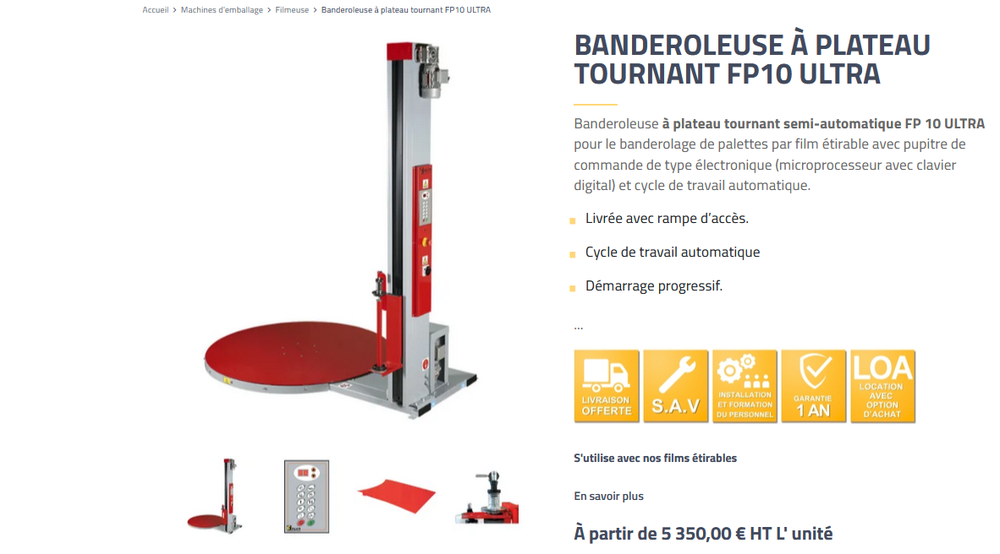 Accueil > Machines d'emballage > Filmeuse > Banderoleuse à plateau tournant FP10 ULTRA
BANDEROLEUSE À PLATEAU
TOURNANT FP10 ULTRA
Banderoleuse à plateau tournant semi-automatique FP 10 ULTRA
pour le banderolage de palettes par film étirable avec pupitre de
commande de type électronique (microprocesseur avec clavier
digital) et cycle de travail automatique.
Livrée avec rampe d’accès.
Cycle de travail automatique
Démarrage progressif.
...
LIVRAISON
OFFERTE
S.A.V
INSTALLATION
ET FORMATION
DU PERSONNEL
GARANTIE
1 AN
LOA
LOCATION
AVEC
OPTION
D'ACHAT
S'utilise avec nos films étirables
En savoir plus
À partir de 5 350,00 € HT L' unité